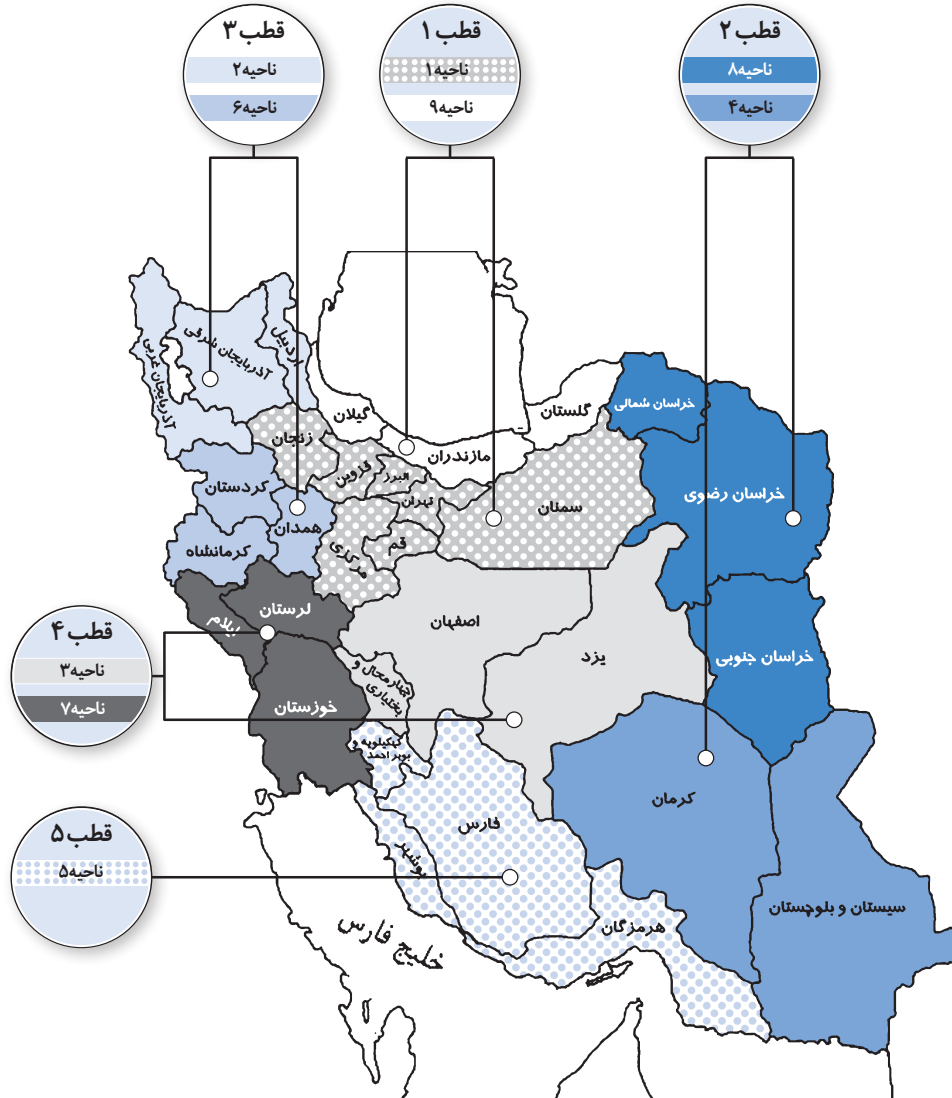 قطب ۲
ناحیه۸
ناحیه۴
قطب ۱
ناحیه۱
ناحیه۹
قطب ۳
ناحیه۲
ناحیه۶
آذربایجان غربی
آذربایجان شرقی
اردبیل
گیلان
مازندران
گلستان
خراسان شمالی
خراسان رضوی
زنجان
قزوین
البرز
تهران
سمنان
کردستان
همدان
مرکزی
قم
کرمانشاه
ایلام
لرستان
اصفهان
یزد
خراسان جنوبی
قطب ۴
ناحیه۳
ناحیه۷
خوزستان
چهارمحال و
بختیاری
کهکیلویه و
بویر احمد
فارس
کرمان
بوشهر
هرمزگان
سیستان و بلوچستان
قطب ۵
ناحیه۵
خلیج فارس